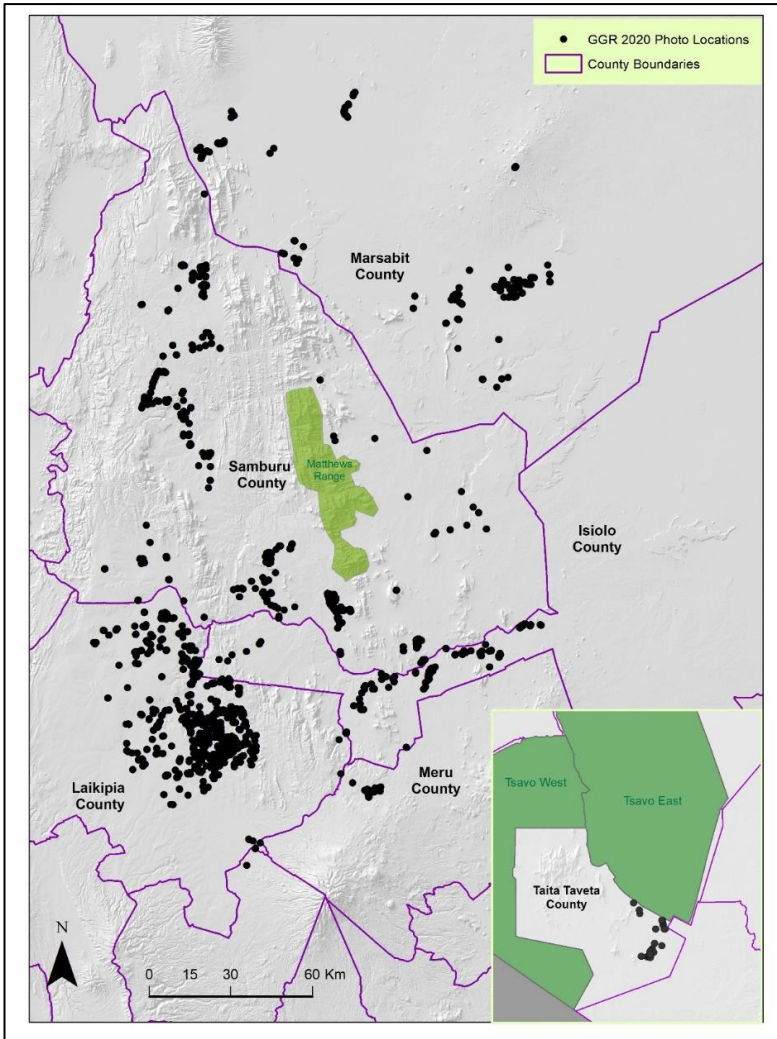 GGR 2020 Photo Locations
County Boundaries
Marsabit
County
Samburu
County
Matthews
Range
Isiolo
County
Laikipia
County
Meru
County
Tsavo West
Tsavo East
Taita Taveta
County
N
0 15 30 60 Km